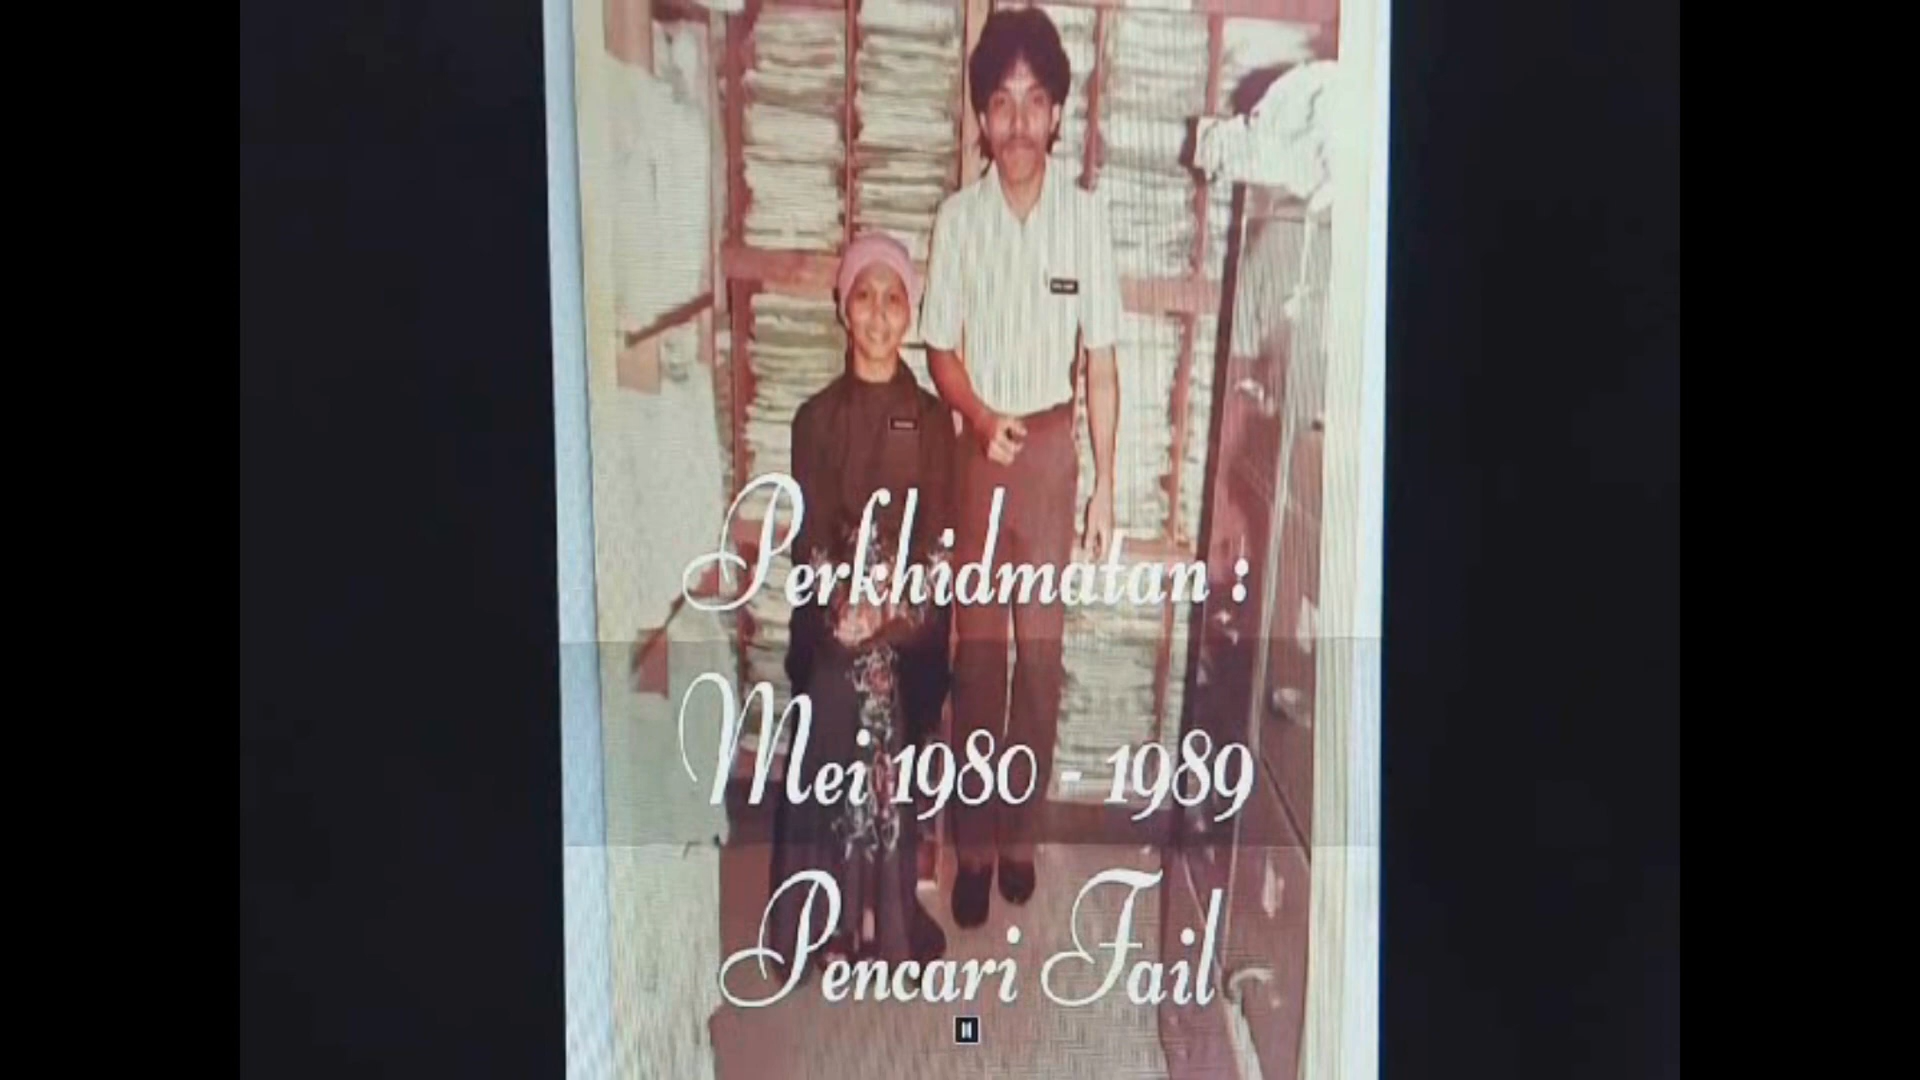 Perkhidmatan :
Mei 1980 - 1989
Pencari Fail